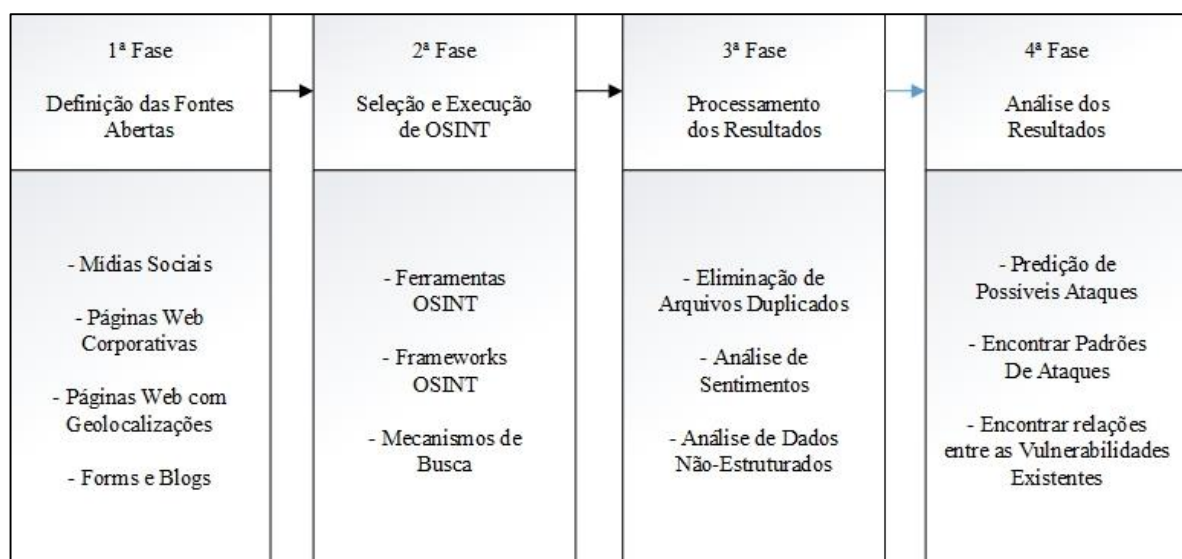 1ª Fase
Definição das Fontes
Abertas
2ª Fase
Seleção e Execução
de OSINT
3ª Fase
Processamento
dos Resultados
4ª Fase
Análise dos
Resultados
- Mídias Sociais
- Páginas Web
Corporativas
- Páginas Web com
Geolocalizações
- Forms e Blogs
- Ferramentas
OSINT
- Frameworks
OSINT
- Mecanismos de
Busca
- Eliminação de
Arquivos Duplicados
- Análise de
Sentimentos
- Análise de Dados
Não-Estruturados
- Predição de
Possiveis Ataques
- Encontrar Padrões
De Ataques
- Encontrar relações
entre as Vulnerabilidades
Existentes